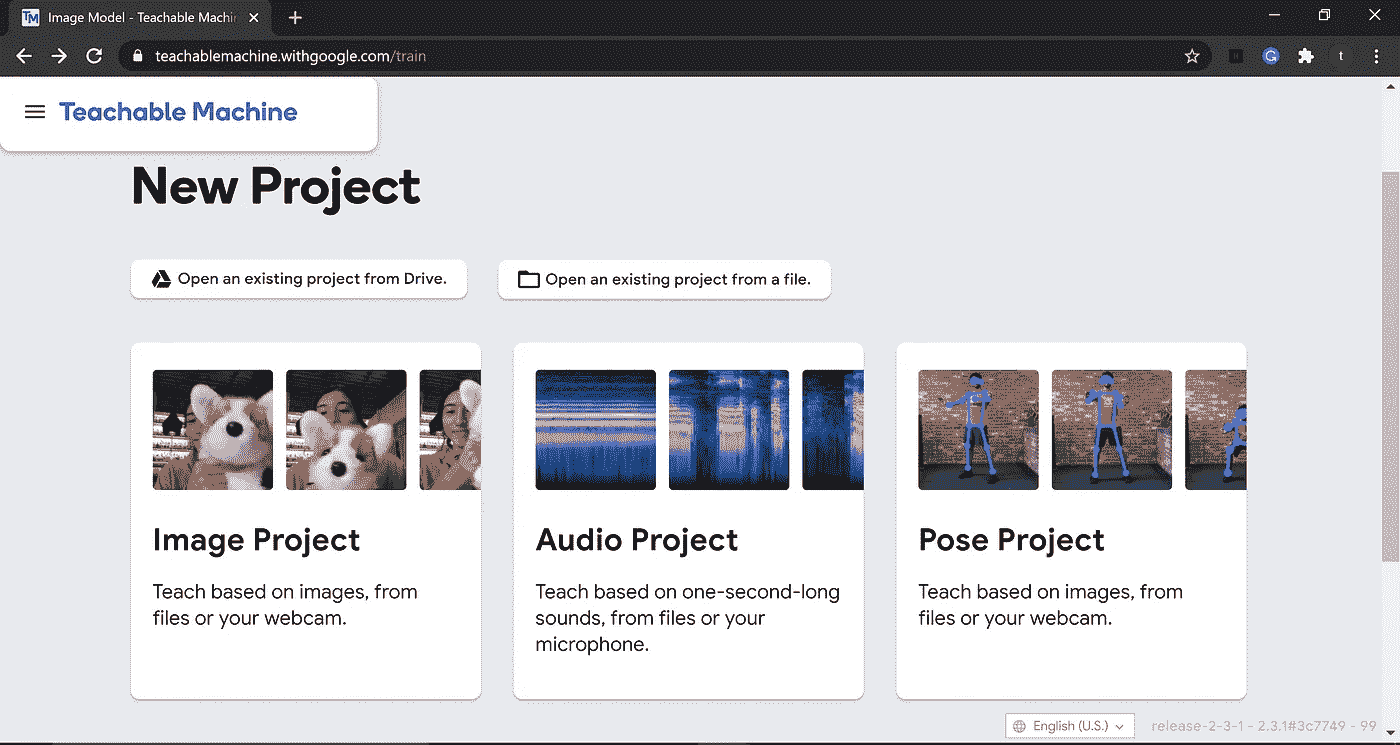 Image Model - Teachable Machi
teachablemachine.withgoogle.com/train
t
Teachable Machine
New Project
Open an existing project from Drive.
Open an existing project from a file.
Image Project
Teach based on images, from
files or your webcam.
Audio Project
Teach based on one-second-long
sounds, from files or your
microphone.
Pose Project
Teach based on images, from
files or your webcam.
English (U.S.)
release-2-3-1 - 2.3.1#3c7749 - 99